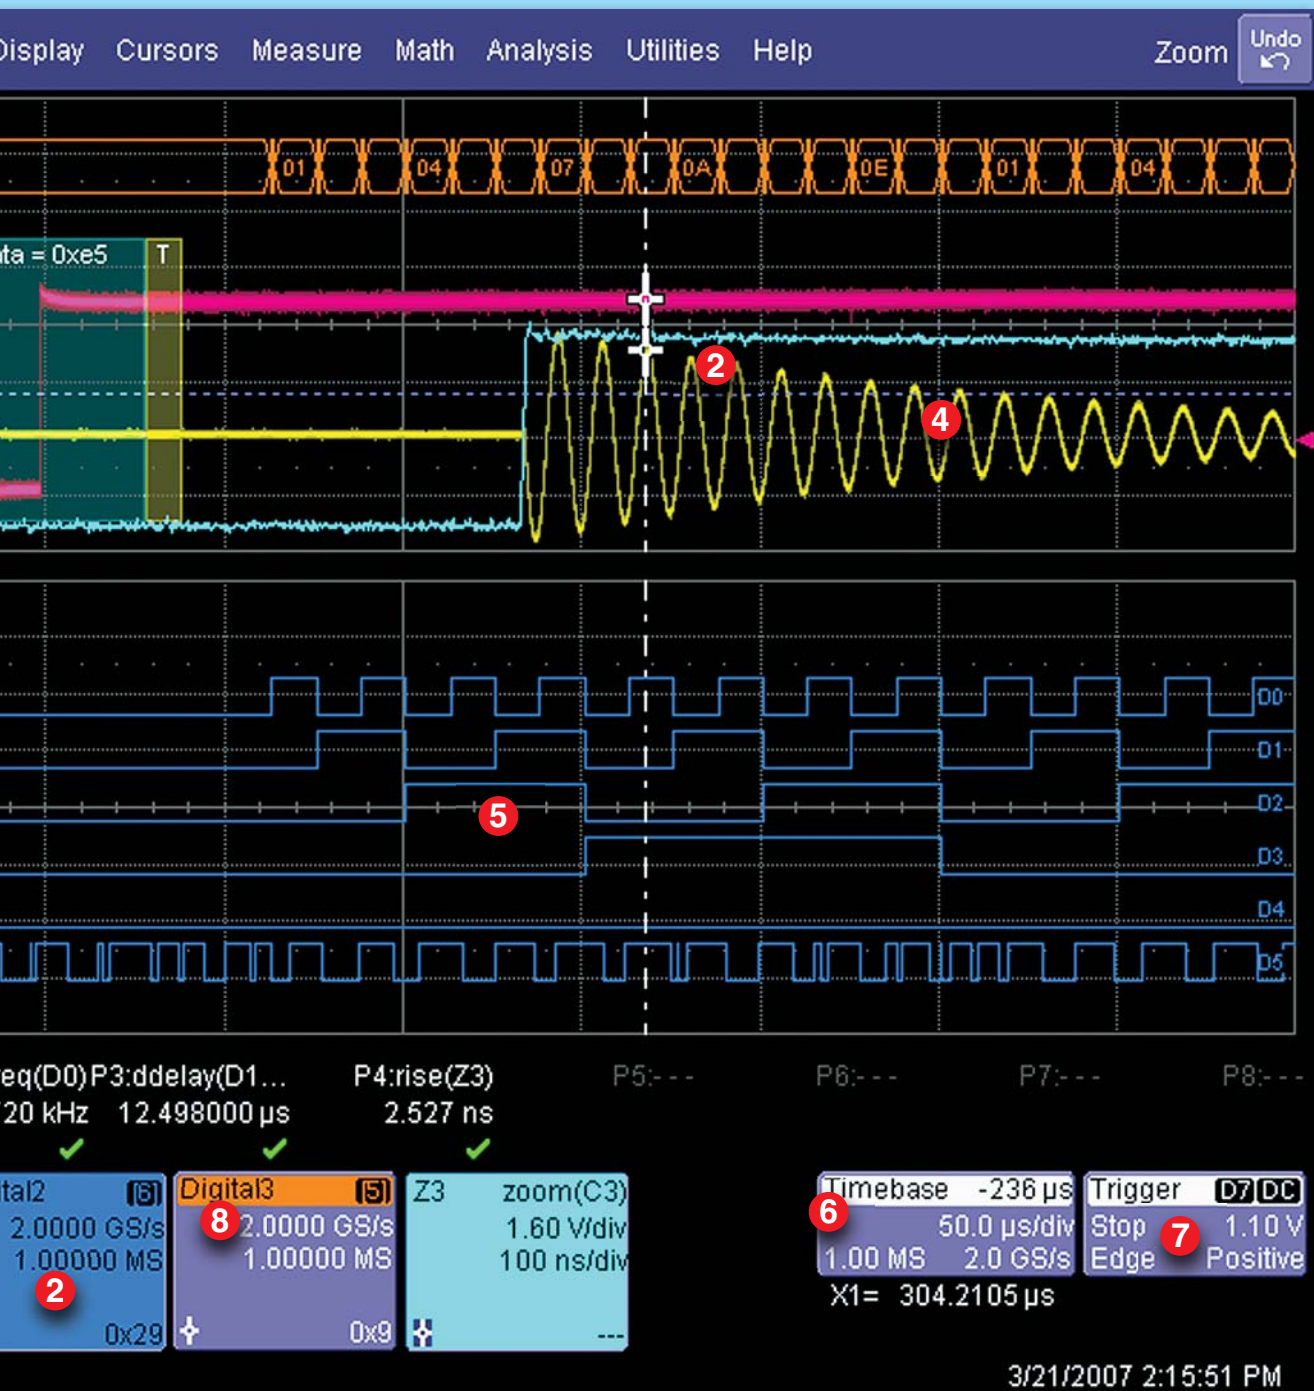 Display Cursors Measure Math Analysis Utilities Help Zoom Undo
01 04 07 0A 0E 01 04
ta = 0xe5 T
2
4
D0
D1
D2
5
D3
D4
D5
eq(D0) P3:ddelay(D1... P4:rise(Z3) P5:--- P6:--- P7:--- P8:---
20 kHz 12.498000 µs 2.527 ns
tal2 (6)
2.0000 GS/s
1.00000 MS
2
0x29
Digital3 (5)
8
2.0000 GS/s
1.00000 MS
0x9
Z3 zoom(C3)
1.60 V/div
100 ns/div
---
Timebase -236 µs
6
50.0 µs/div
1.00 MS 2.0 GS/s
X1= 304.2105 µs
Trigger D7 DC
Stop 1.10 V
7
Edge Positive
3/21/2007 2:15:51 PM